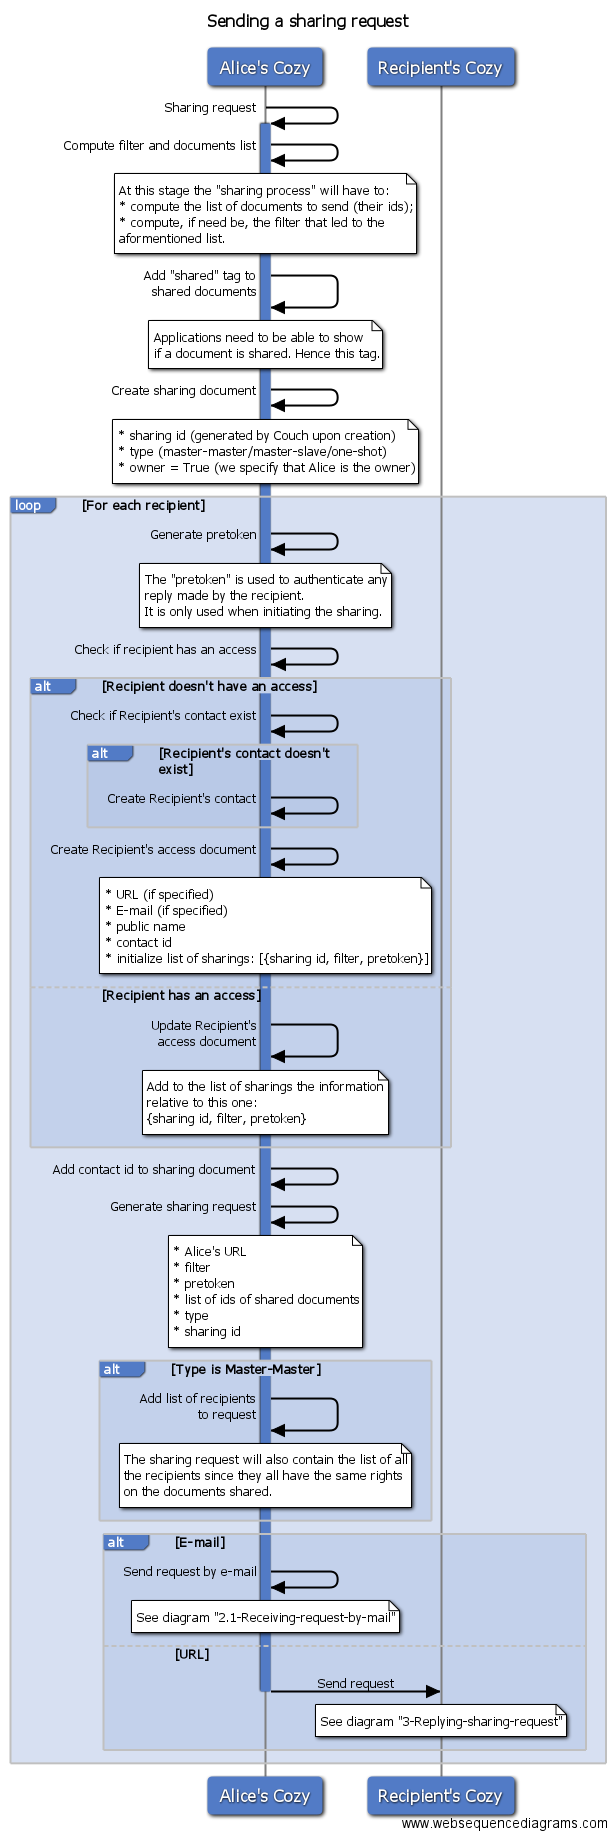 Sending a sharing request
Alice's Cozy
Recipient's Cozy
Sharing request
Compute filter and documents list
At this stage the "sharing process" will have to:
* compute the list of documents to send (their ids);
* compute, if need be, the filter that led to the
aformentioned list.
Add "shared" tag to
shared documents
Applications need to be able to show
if a document is shared. Hence this tag.
Create sharing document
* sharing id (generated by Couch upon creation)
* type (master-master/master-slave/one-shot)
* owner = True (we specify that Alice is the owner)
loop
[For each recipient]
Generate pretoken
The "pretoken" is used to authenticate any
reply made by the recipient.
It is only used when initiating the sharing.
Check if recipient has an access
alt
[Recipient doesn't have an access]
Check if Recipient's contact exist
alt
[Recipient's contact doesn't
exist]
Create Recipient's contact
Create Recipient's access document
* URL (if specified)
* E-mail (if specified)
* public name
* contact id
* initialize list of sharings: [{sharing id, filter, pretoken}]
[Recipient has an access]
Update Recipient's
access document
Add to the list of sharings the information
relative to this one:
{sharing id, filter, pretoken}
Add contact id to sharing document
Generate sharing request
* Alice's URL
* filter
* pretoken
* list of ids of shared documents
* type
* sharing id
alt
[Type is Master-Master]
Add list of recipients
to request
The sharing request will also contain the list of all
the recipients since they all have the same rights
on the documents shared.
alt
[E-mail]
Send request by e-mail
See diagram "2.1-Receiving-request-by-mail"
[URL]
Send request
See diagram "3-Replying-sharing-request"
Alice's Cozy
Recipient's Cozy
www.websequencediagrams.com